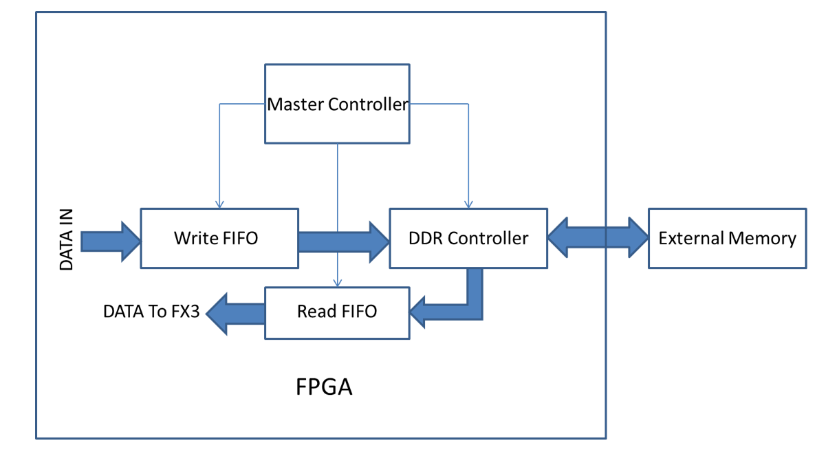 Master Controller
DATA IN
Write FIFO
DDR Controller
External Memory
DATA To FX3
Read FIFO
FPGA